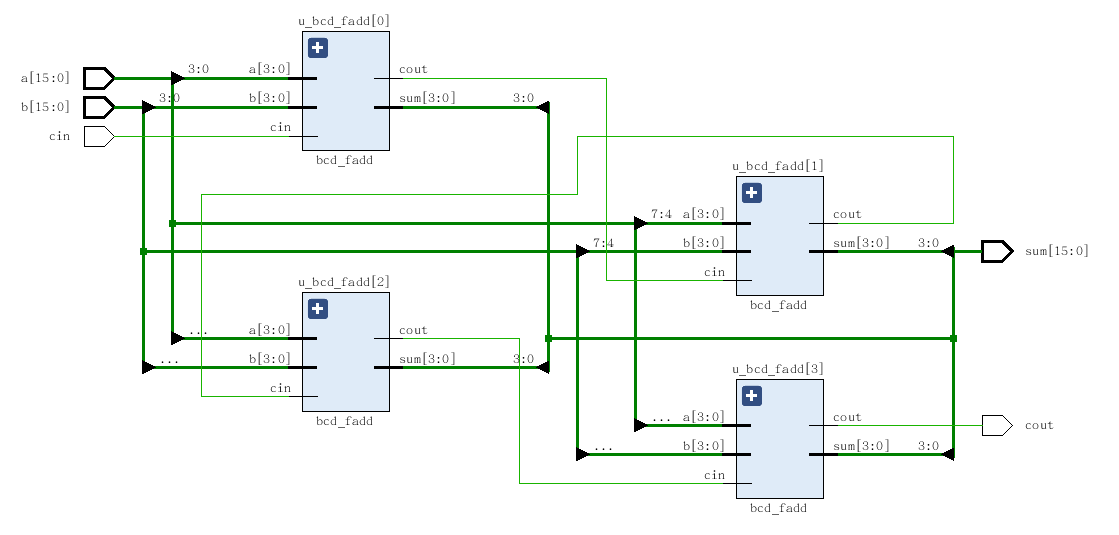 u_bcd_fadd[0]
a[15:0]
3:0
a[3:0]
cout
b[15:0]
3:0
b[3:0]
sum[3:0]
3:0
cin
cin
bcd_fadd
u_bcd_fadd[1]
7:4
a[3:0]
cout
7:4
b[3:0]
sum[3:0]
3:0
sum[15:0]
cin
bcd_fadd
u_bcd_fadd[2]
...
a[3:0]
cout
...
b[3:0]
sum[3:0]
3:0
cin
bcd_fadd
u_bcd_fadd[3]
...
a[3:0]
cout
cout
...
b[3:0]
sum[3:0]
3:0
cin
bcd_fadd